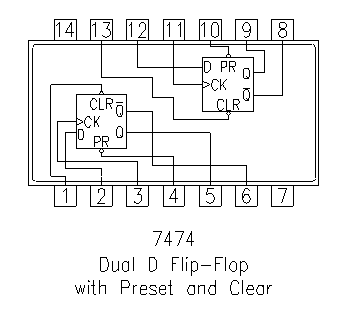 14 13 12 11 10 9 8
D PR Q
CK
CLR Q
CLR Q
CK
D Q
PR
1 2 3 4 5 6 7
7474
Dual D Flip-Flop
with Preset and Clear